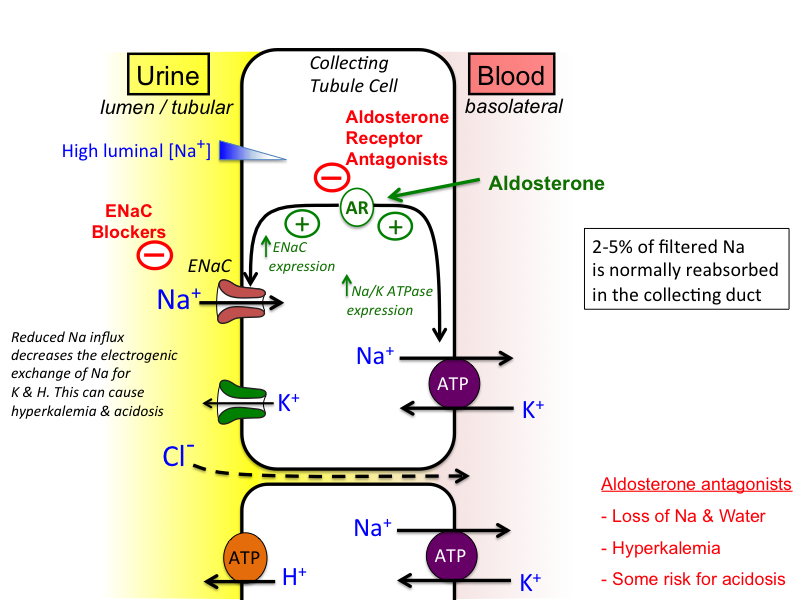 Urine
lumen / tubular
Collecting
Tubule Cell
Blood
basolateral
High luminal [Na+]
Aldosterone
Receptor
Antagonists
Aldosterone
AR
ENaC
Blockers
+
+
ENaC
expression
Na/K ATPase
expression
2-5% of filtered Na
is normally reabsorbed
in the collecting duct
ENaC
Na+
Reduced Na influx
decreases the electrogenic
exchange of Na for
K & H. This can cause
hyperkalemia & acidosis
Na+
ATP
K+
K+
Cl-
Aldosterone antagonists
- Loss of Na & Water
- Hyperkalemia
- Some risk for acidosis
Na+
ATP
ATP
H+
K+